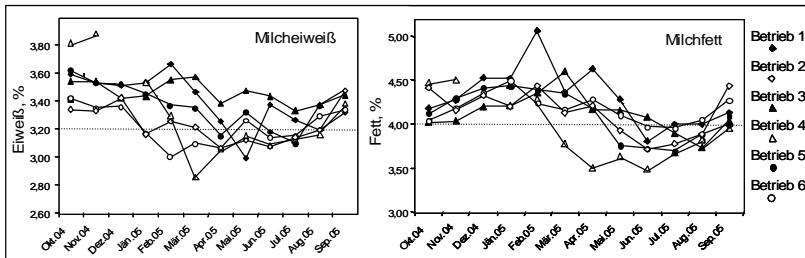 Milcheiweiß
Eiweiß, %
3,80
3,60
3,40
3,20
3,00
2,80
2,60
Okt.04
Nov.04
Dez.04
Jän.05
Feb.05
Mär.05
Apr.05
Mai.05
Jun.05
Jul.05
Aug.05
Sep.05
Milchfett
Fett, %
5,00
4,50
4,00
3,50
3,00
Okt.04
Nov.04
Dez.04
Jän.05
Feb.05
Mär.05
Apr.05
Mai.05
Jun.05
Jul.05
Aug.05
Sep.05
Betrieb 1
Betrieb 2
Betrieb 3
Betrieb 4
Betrieb 5
Betrieb 6